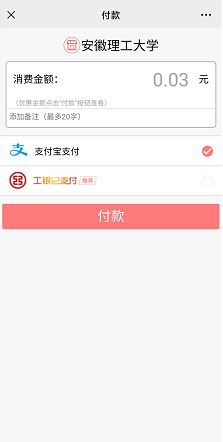 付款
安徽理工大学
消费金额： 0.03 元
（优惠金额点击"付款"按钮查看）
添加备注（最多20字）
支付宝支付
工银e支付 推荐
付款